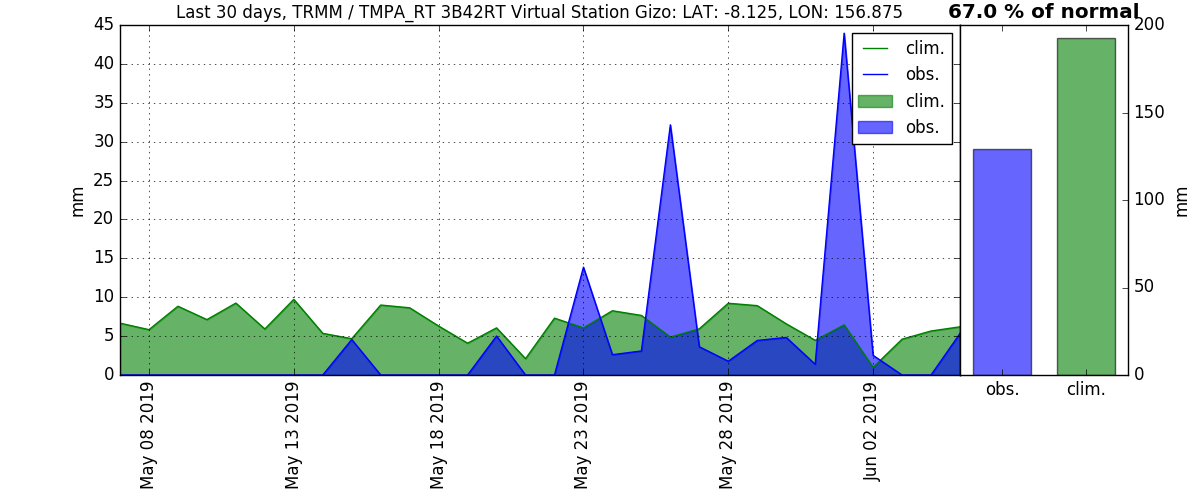 Last 30 days, TRMM / TMPA_RT 3B42RT Virtual Station Gizo: LAT: -8.125, LON: 156.875
67.0 % of normal
45
40
35
30
25
20
15
10
5
0
mm
clim.
obs.
clim.
obs.
May 08 2019
May 13 2019
May 18 2019
May 23 2019
May 28 2019
Jun 02 2019
200
150
100
50
0
mm
obs.
clim.